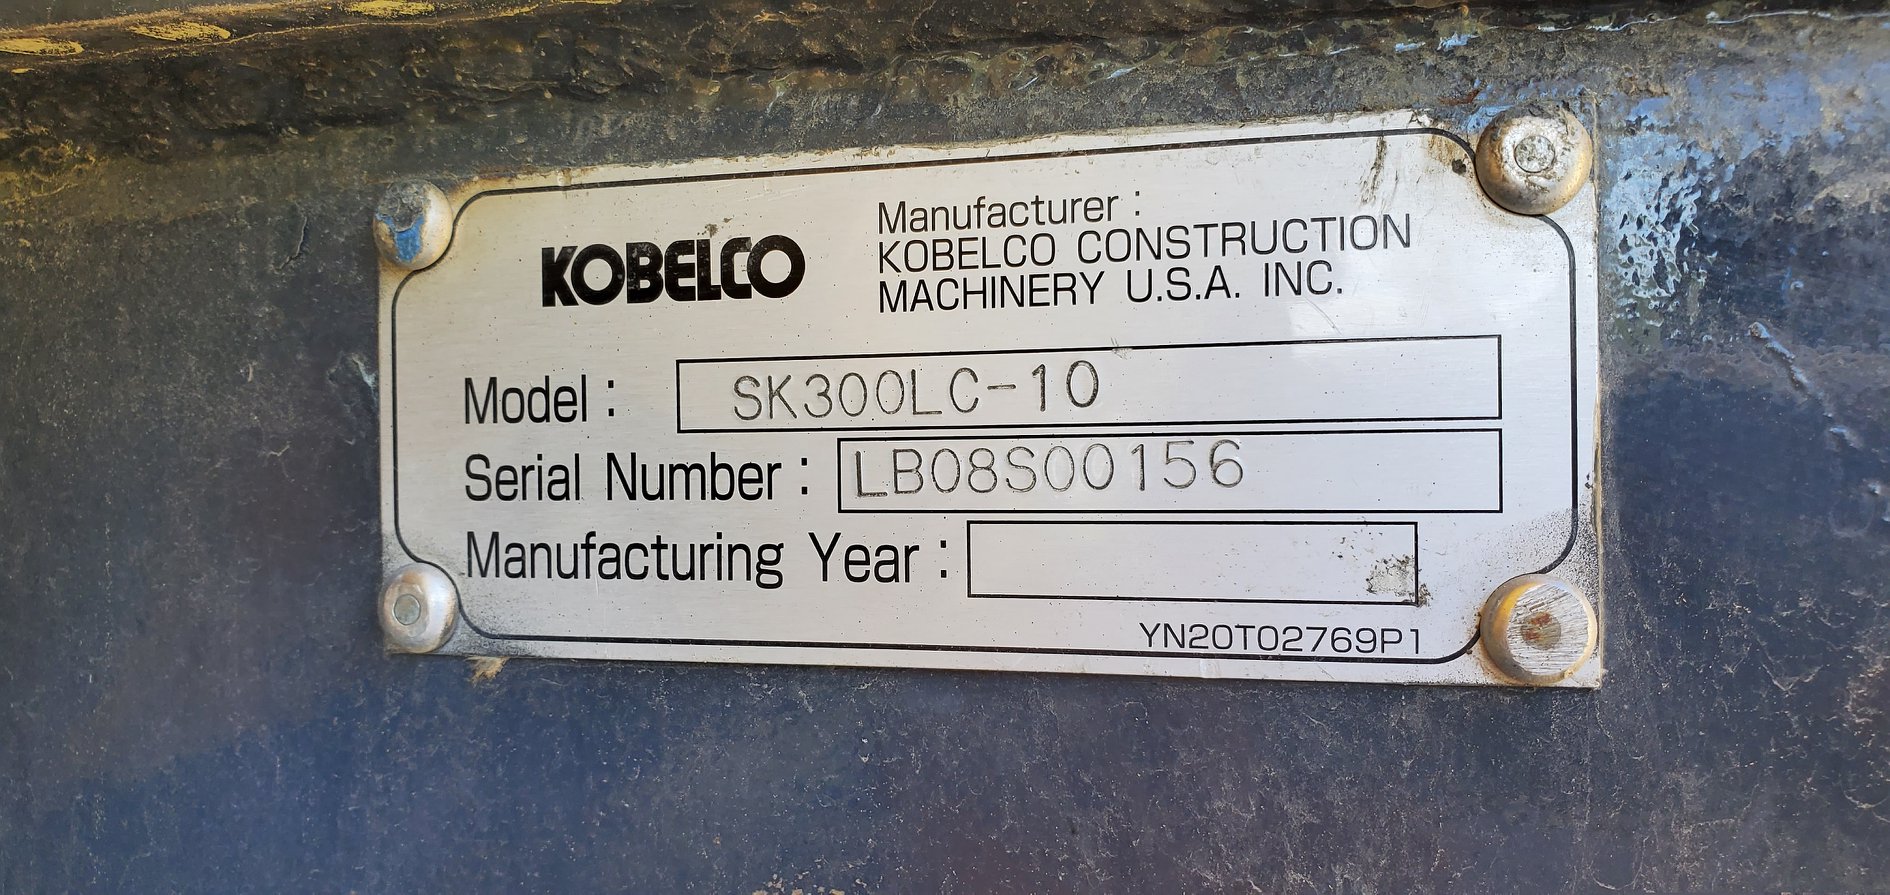 KOBELCO
Manufacturer :
KOBELCO CONSTRUCTION
MACHINERY U.S.A. INC.
Model : SK300LC-10
Serial Number : LB08S00156
Manufacturing Year :
YN20T02769P1